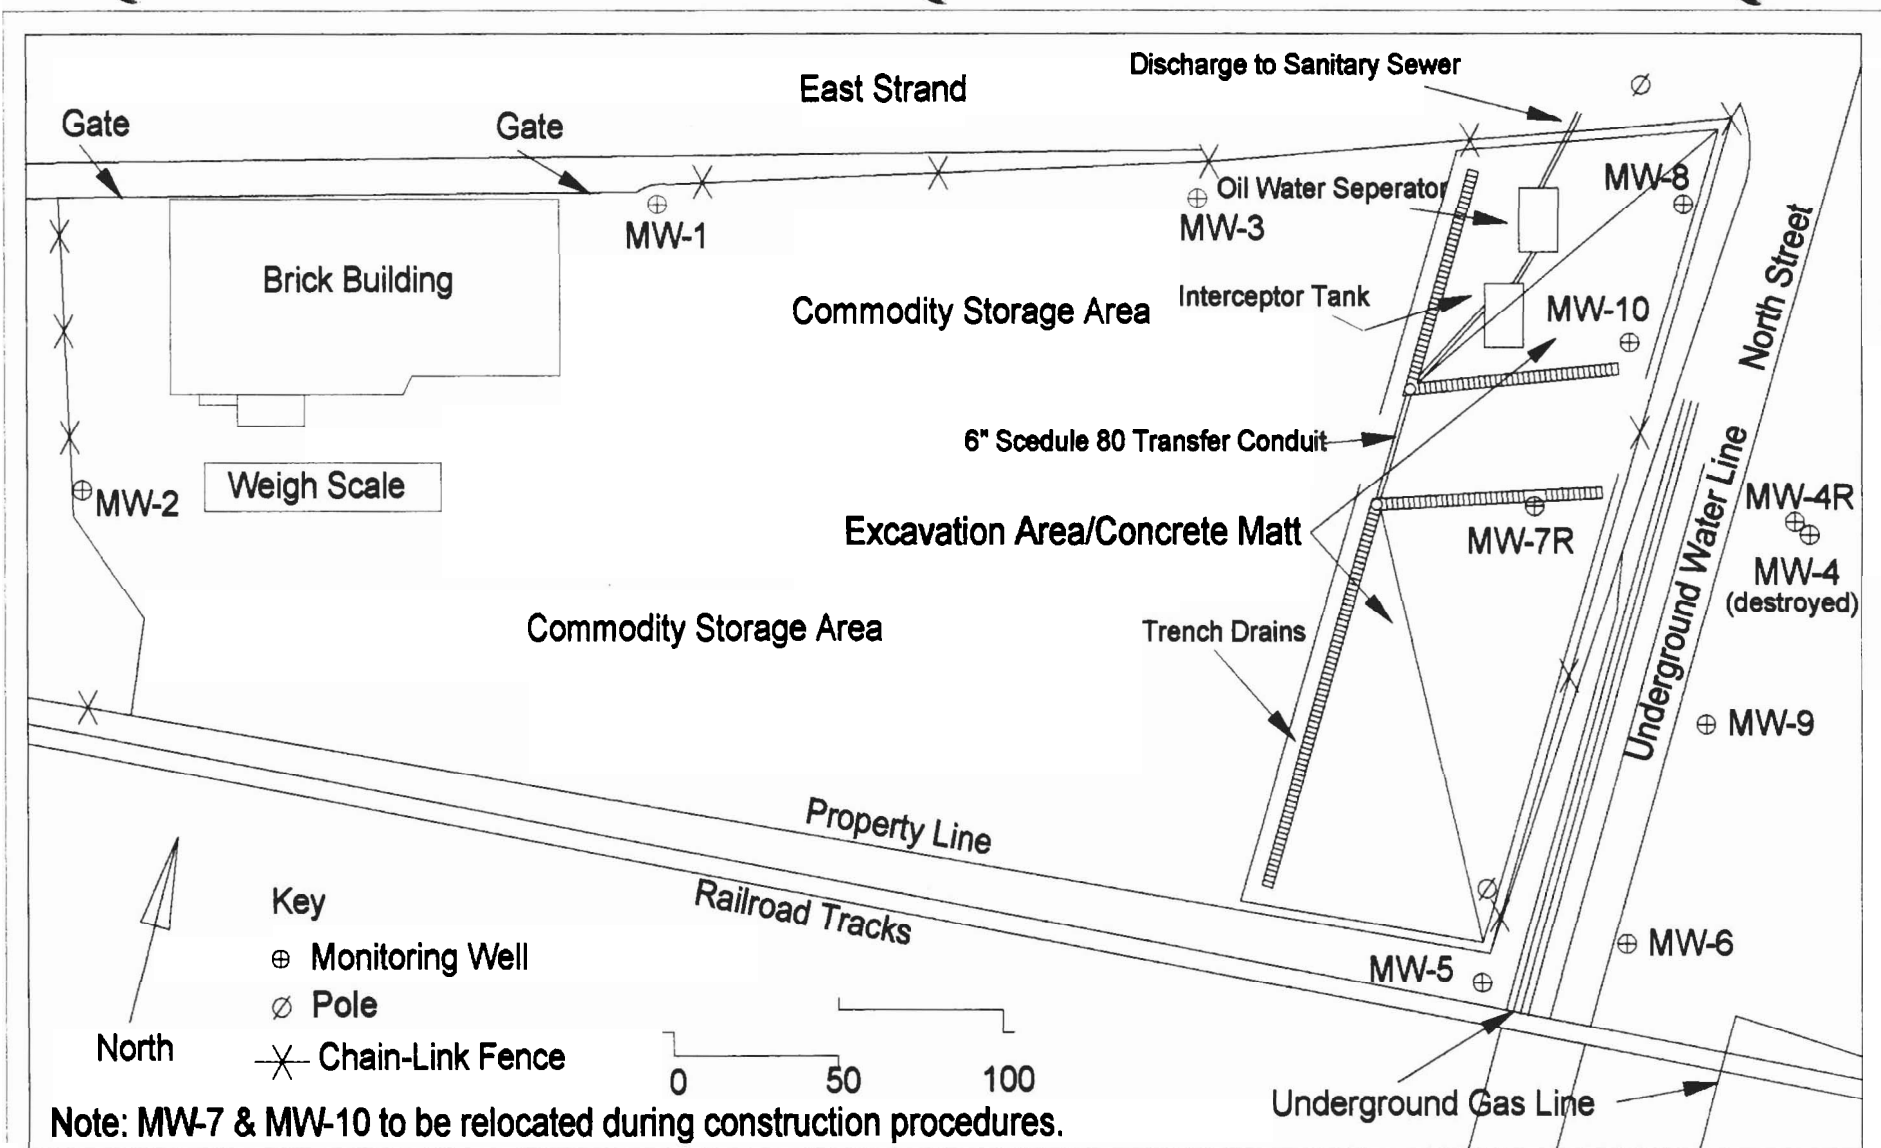 East Strand
Discharge to Sanitary Sewer
Gate
Gate
Oil Water Seperator
MW-8
MW-1
MW-3
Brick Building
Commodity Storage Area
Interceptor Tank
MW-10
North Street
6" Scedule 80 Transfer Conduit
Weigh Scale
MW-2
Excavation Area/Concrete Matt
MW-7R
Underground Water Line
MW-4R
MW-4
(destroyed)
Commodity Storage Area
Trench Drains
MW-9
Property Line
Railroad Tracks
MW-6
MW-5
Key
Monitoring Well
Pole
Chain-Link Fence
North
0 50 100
Underground Gas Line
Note: MW-7 & MW-10 to be relocated during construction procedures.